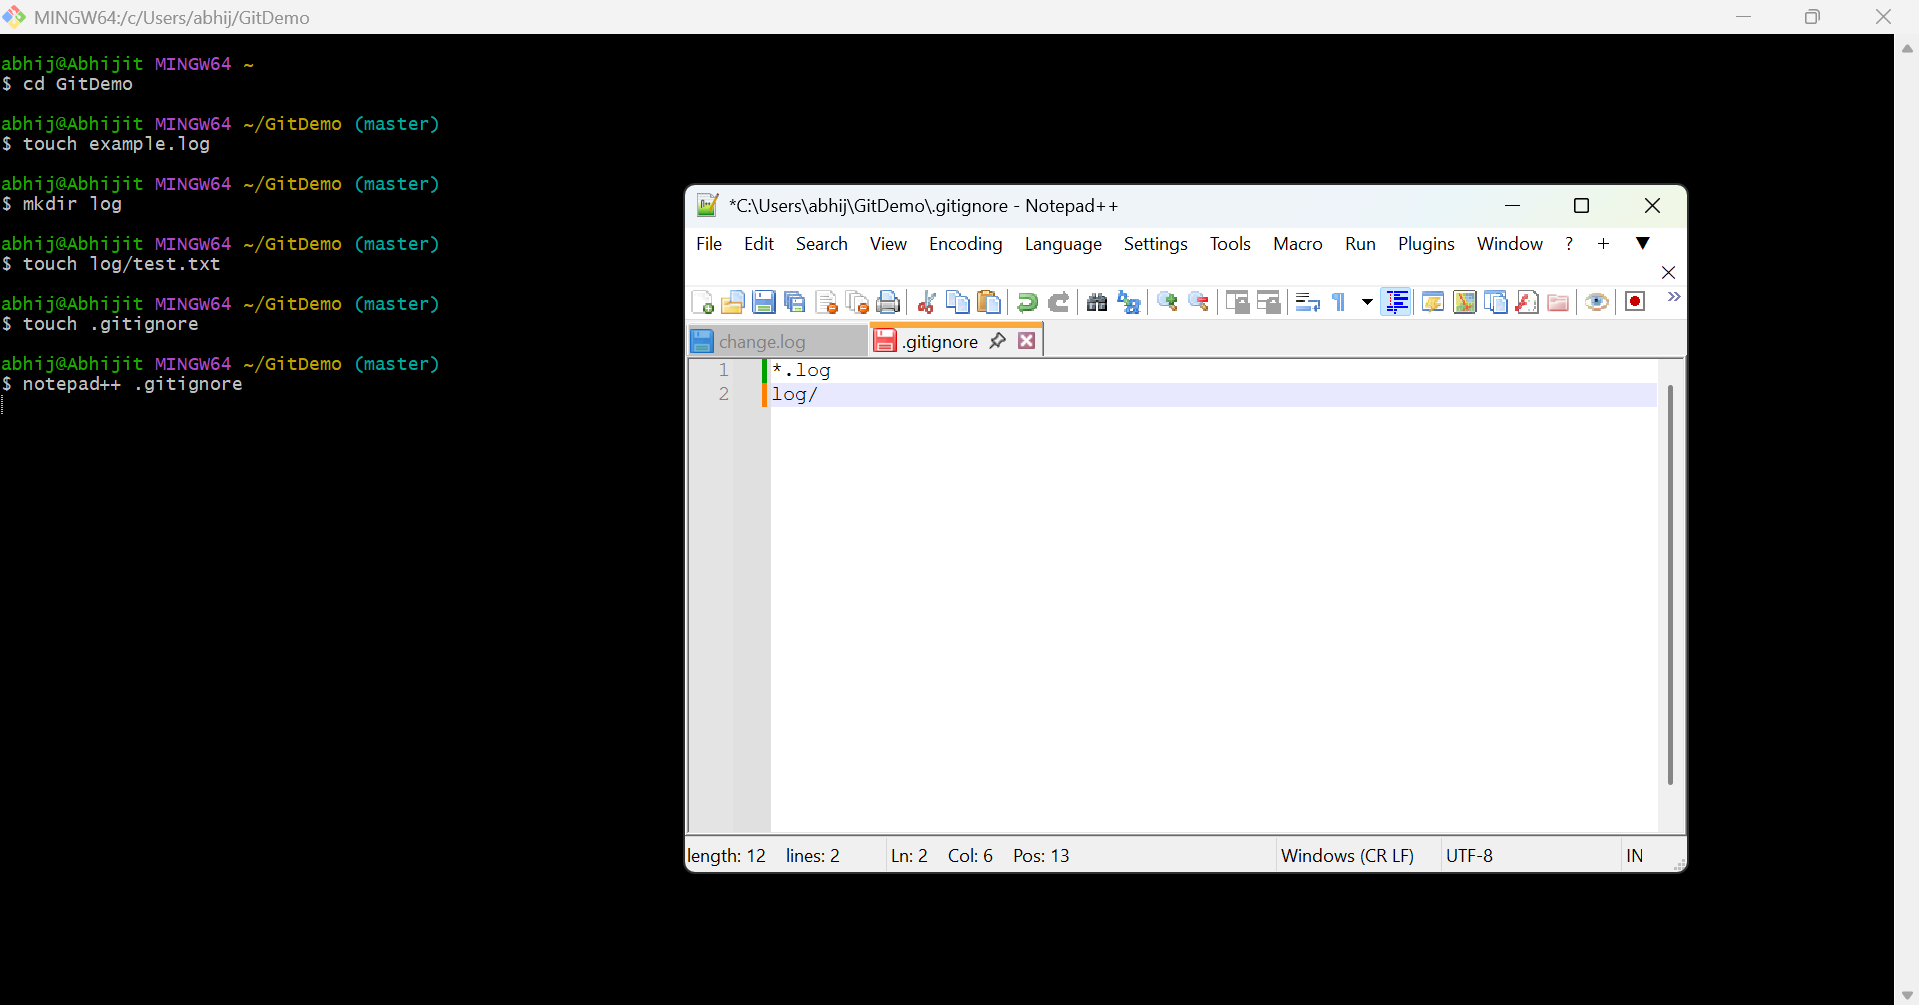 MINGW64:/c/Users/abhij/GitDemo
abhij@Abhijit MINGW64 ~
$ cd GitDemo
abhij@Abhijit MINGW64 ~/GitDemo (master)
$ touch example.log
abhij@Abhijit MINGW64 ~/GitDemo (master)
$ mkdir log
abhij@Abhijit MINGW64 ~/GitDemo (master)
$ touch log/test.txt
abhij@Abhijit MINGW64 ~/GitDemo (master)
$ touch .gitignore
abhij@Abhijit MINGW64 ~/GitDemo (master)
$ notepad++ .gitignore
*C:\Users\abhij\GitDemo\.gitignore - Notepad++
File Edit Search View Encoding Language Settings Tools Macro Run Plugins Window ? + ▼
change.log .gitignore
1 *.log
2 log/
length: 12 lines: 2 Ln: 2 Col: 6 Pos: 13 Windows (CR LF) UTF-8 IN